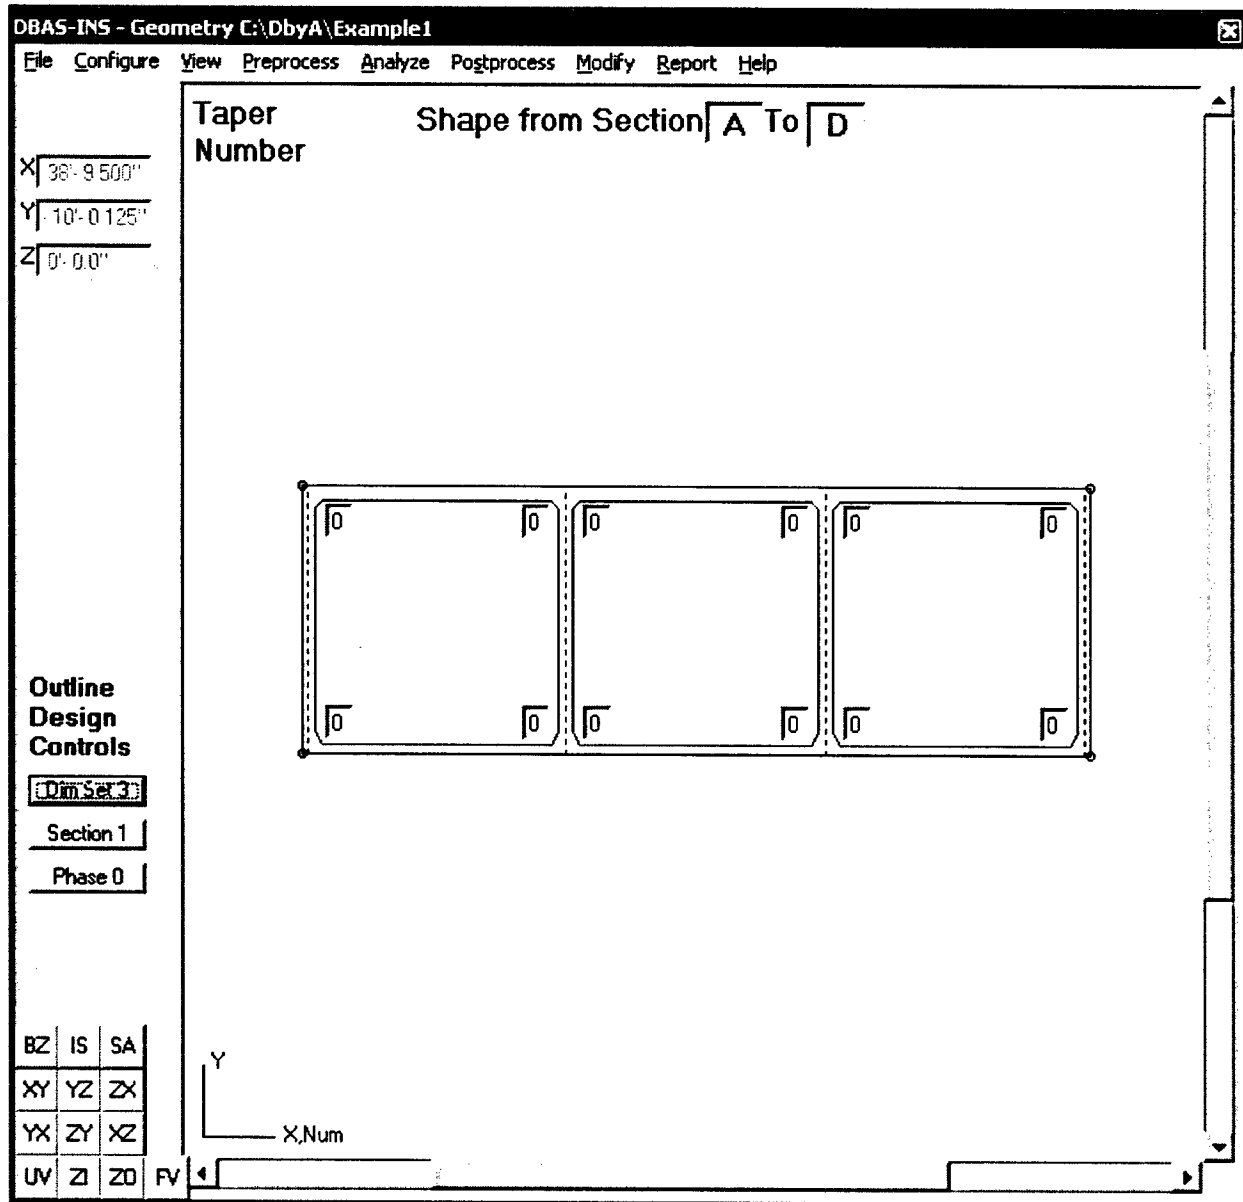 DBAS-INS - Geometry C:\DbyA\Example1
File Configure View Preprocess Analyze Postprocess Modify Report Help
Taper Number
Shape from Section A To D
X 38'- 9.500"
Y - 10'- 0.125"
Z 0'- 0.0"
0 0 0 0 0 0
0 0 0 0 0 0
Outline
Design
Controls
Dim Set 3
Section 1
Phase 0
BZ IS SA
XY YZ ZX
YX ZY XZ
UV ZI ZO FV
Y
X,Num